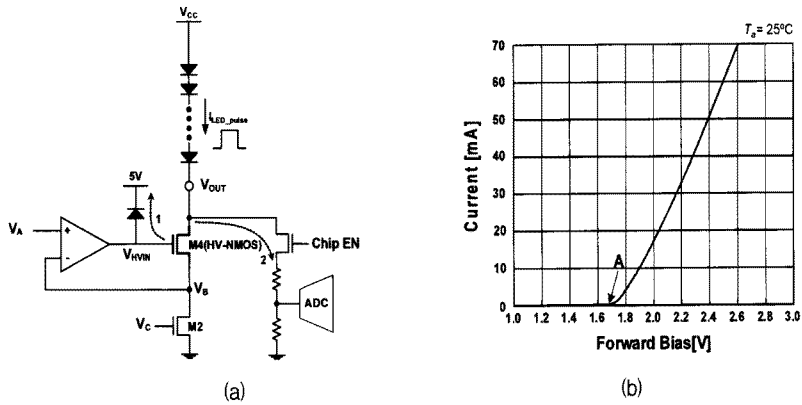 V_CC
i_LED_pulse
V_OUT
5V
1
V_A
+
-
V_HVIN
M4(HV-NMOS)
2
Chip EN
V_B
ADC
V_C
M2
(a)
T_a = 25°C
Current [mA]
70
60
50
40
30
20
10
0
A
1.0 1.2 1.4 1.6 1.8 2.0 2.2 2.4 2.6 2.8 3.0
Forward Bias[V]
(b)